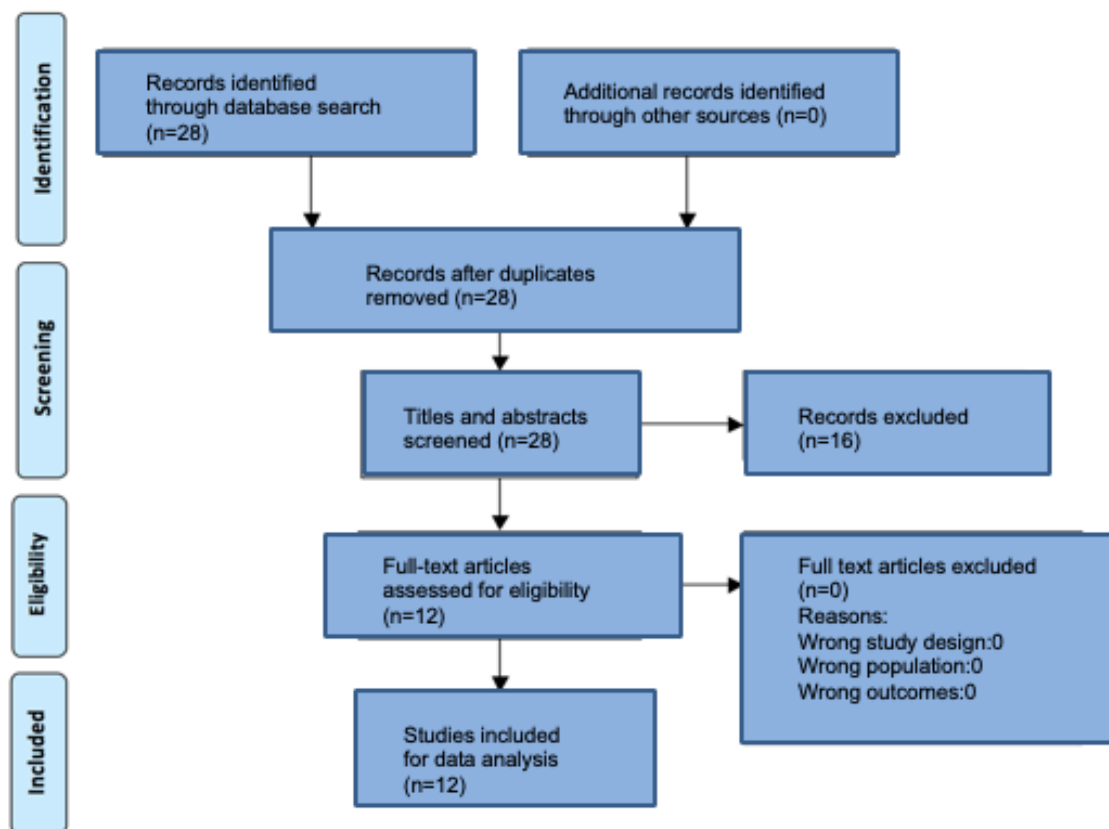 Identification
Records identified
through database search
(n=28)
Additional records identified
through other sources (n=0)
Screening
Records after duplicates
removed (n=28)
Titles and abstracts
screened (n=28)
Records excluded
(n=16)
Eligibility
Full-text articles
assessed for eligibility
(n=12)
Full text articles excluded
(n=0)
Reasons:
Wrong study design:0
Wrong population:0
Wrong outcomes:0
Included
Studies included
for data analysis
(n=12)